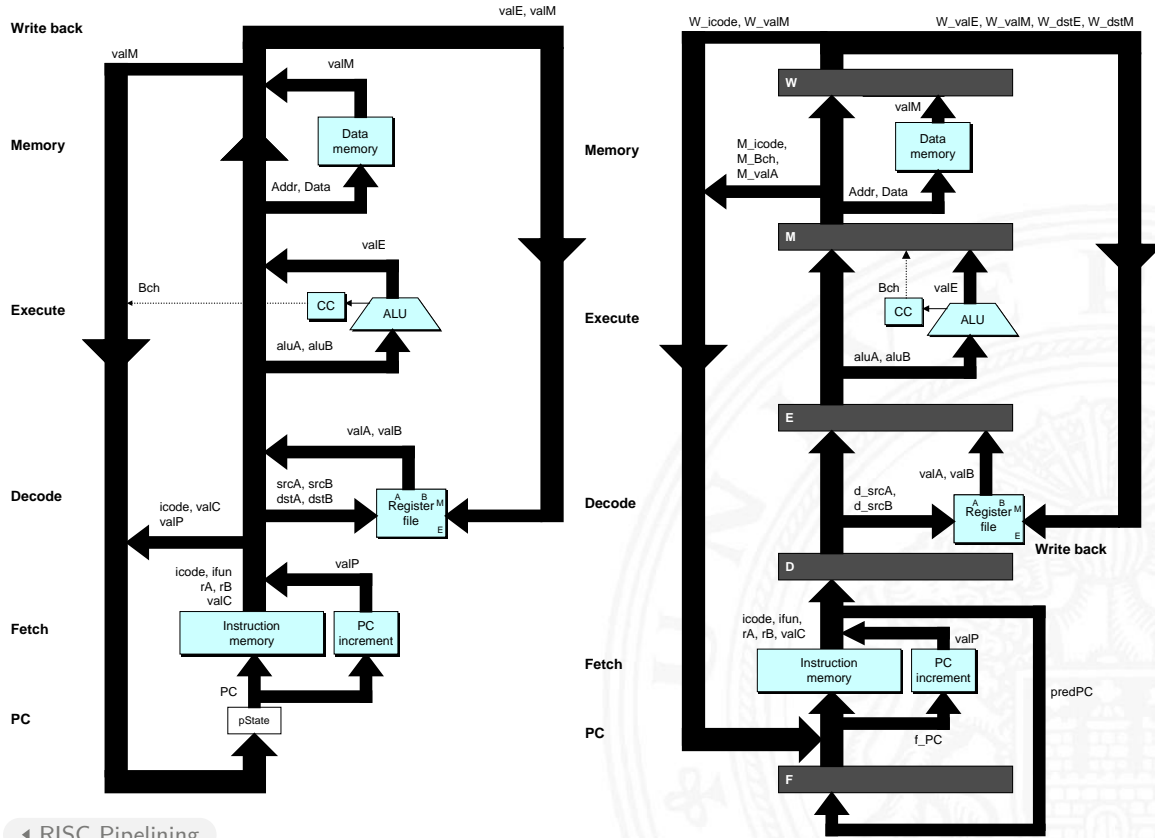 valE, valM
Write back
valM
valM
Memory
Data
memory
Addr, Data
valE
Bch
CC
ALU
Execute
aluA, aluB
valA, valB
Decode
srcA, srcB
dstA, dstB
A B
M
Register
file
E
icode, valC
valP
icode, ifun
rA, rB
valC
valP
Fetch
Instruction
memory
PC
increment
PC
PC
pState
W_icode, W_valM
W_valE, W_valM, W_dstE, W_dstM
W
valM
Memory
M_icode,
M_Bch,
M_valA
Data
memory
Addr, Data
M
Bch
valE
CC
ALU
Execute
aluA, aluB
E
valA, valB
Decode
d_srcA,
d_srcB
A B
M
Register
file
E
Write back
D
icode, ifun,
rA, rB, valC
valP
Fetch
Instruction
memory
PC
increment
predPC
PC
f_PC
F
◂ RISC Pipelining